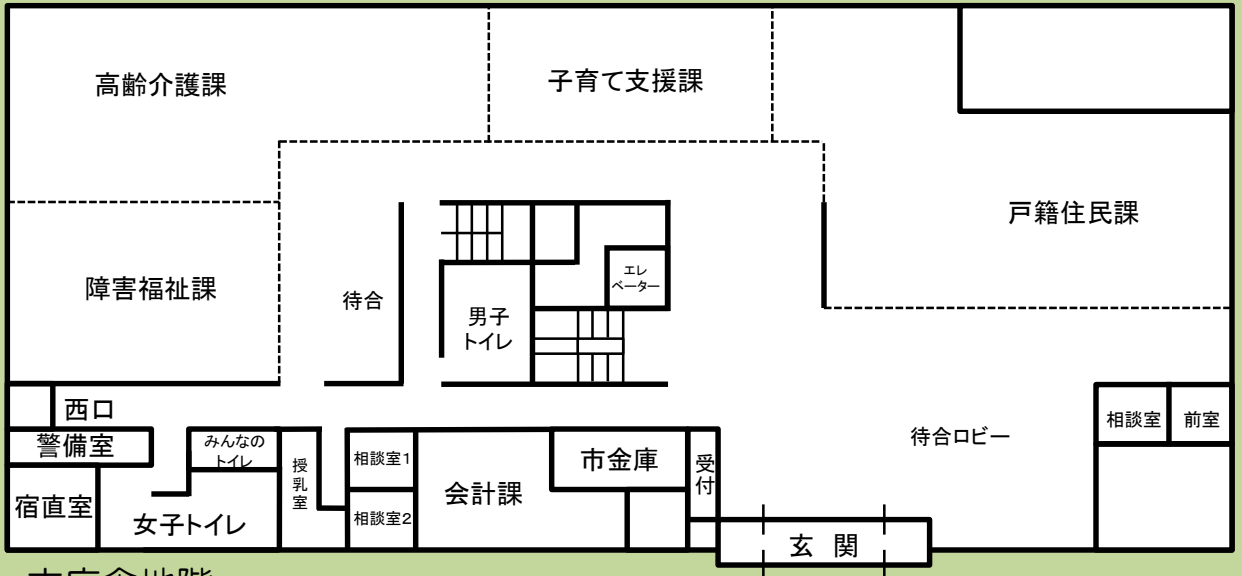 高齢介護課
子育て支援課
戸籍住民課
障害福祉課
待合
男子
トイレ
エレ
ベーター
西口
警備室
みんなの
トイレ
授
乳
室
相談室1
相談室2
会計課
市金庫
受
付
待合ロビー
相談室
前室
宿直室
女子トイレ
玄 関